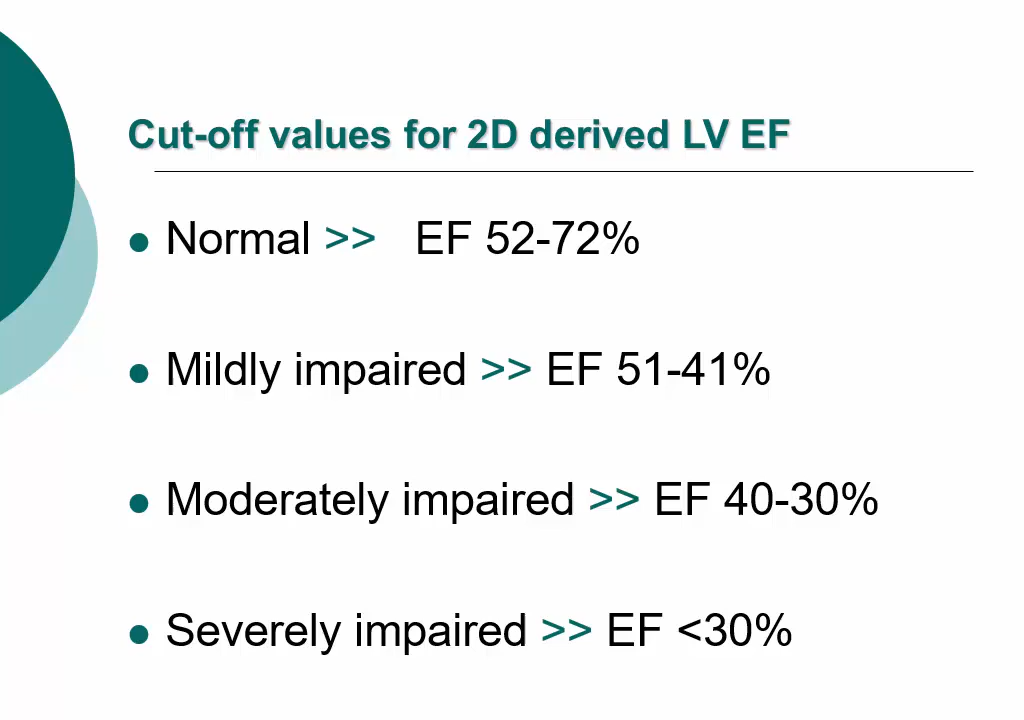 Cut-off values for 2D derived LV EF
● Normal >> EF 52-72%
● Mildly impaired >> EF 51-41%
● Moderately impaired >> EF 40-30%
● Severely impaired >> EF <30%